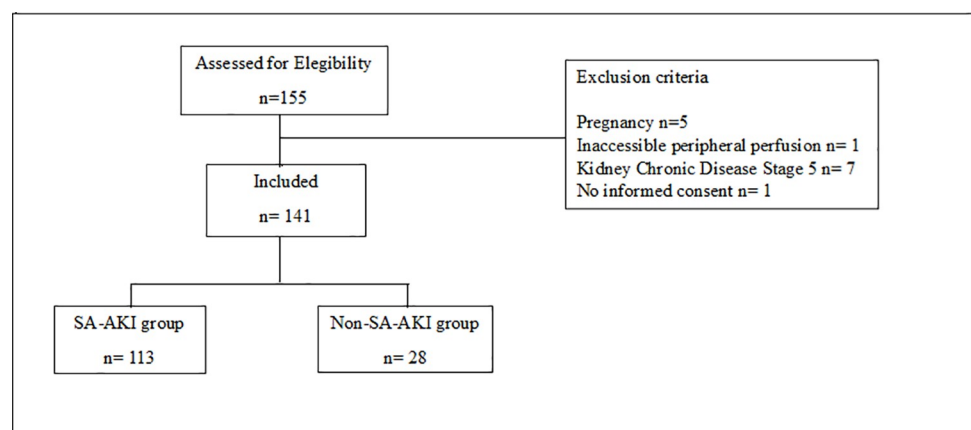 Assessed for Elegibility
n=155
Exclusion criteria
Pregnancy n=5
Inaccessible peripheral perfusion n= 1
Kidney Chronic Disease Stage 5 n= 7
No informed consent n= 1
Included
n= 141
SA-AKI group
n= 113
Non-SA-AKI group
n= 28